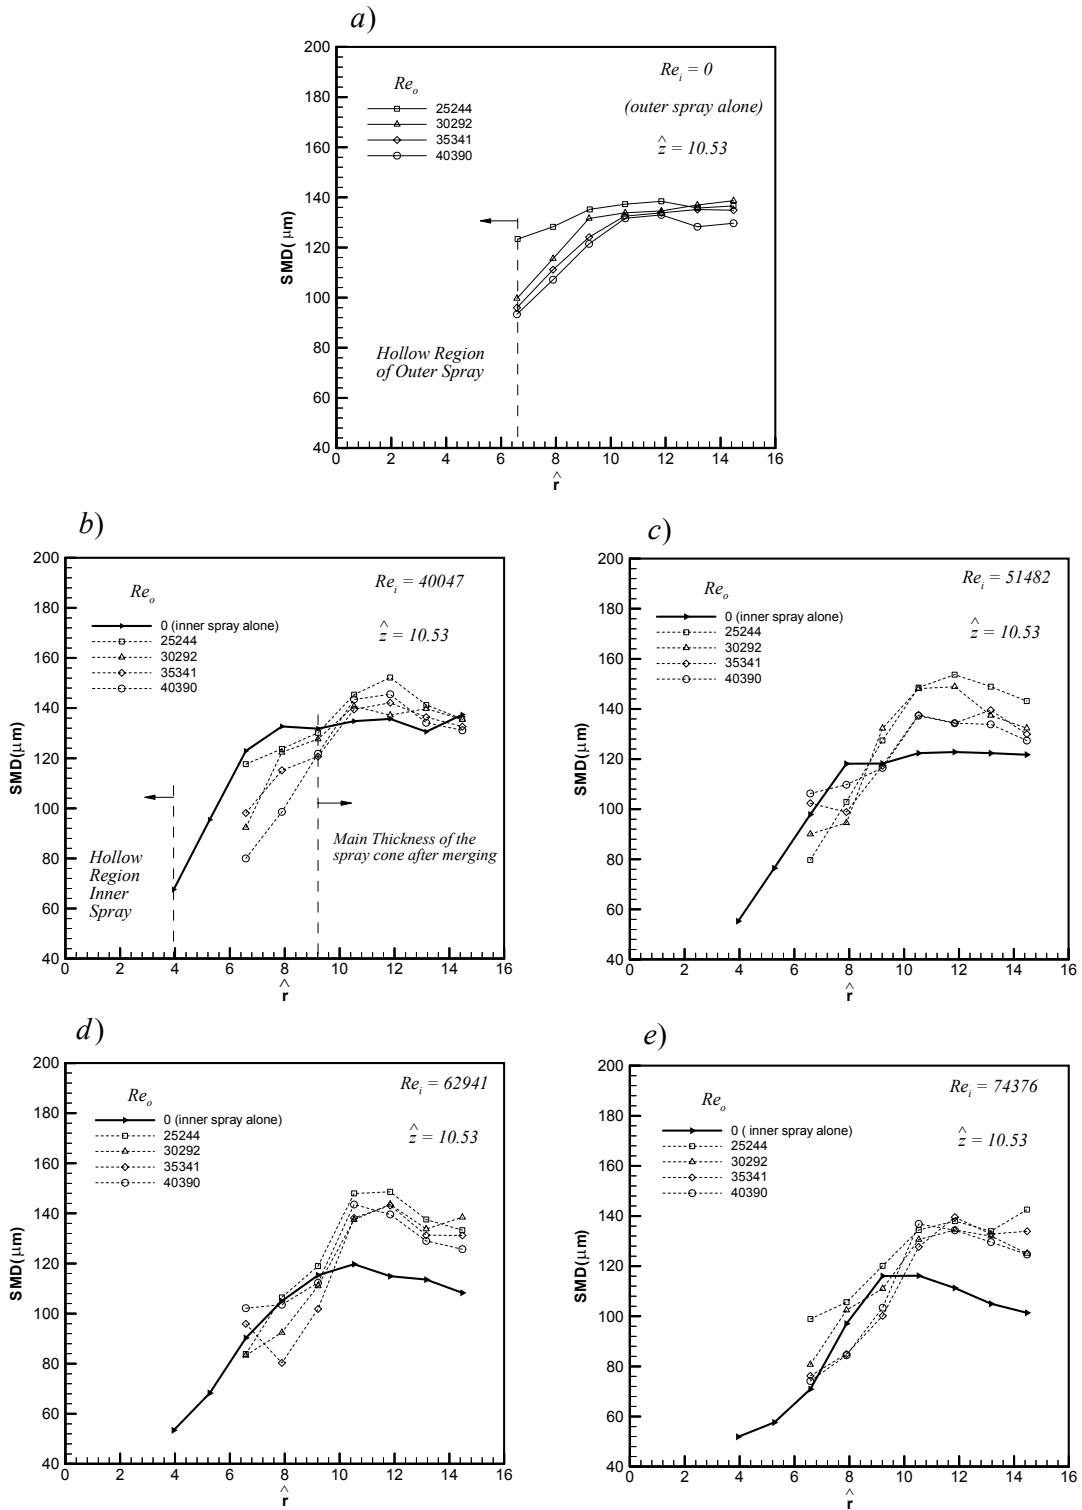 a)
200
180
160
140
120
100
80
60
40
SMD(μm)
0 2 4 6 8 10 12 14 16
r̂
Re_o
25244
30292
35341
40390
Re_i = 0
(outer spray alone)
ẑ = 10.53
Hollow Region
of Outer Spray
b)
200
180
160
140
120
100
80
60
40
SMD(μm)
0 2 4 6 8 10 12 14 16
r̂
Re_o
0 (inner spray alone)
25244
30292
35341
40390
Re_i = 40047
ẑ = 10.53
Hollow
Region
Inner
Spray
Main Thickness of the
spray cone after merging
c)
200
180
160
140
120
100
80
60
40
SMD(μm)
0 2 4 6 8 10 12 14 16
r̂
Re_o
0 (inner spray alone)
25244
30292
35341
40390
Re_i = 51482
ẑ = 10.53
d)
200
180
160
140
120
100
80
60
40
SMD(μm)
0 2 4 6 8 10 12 14 16
r̂
Re_o
0 (inner spray alone)
25244
30292
35341
40390
Re_i = 62941
ẑ = 10.53
e)
200
180
160
140
120
100
80
60
40
SMD(μm)
0 2 4 6 8 10 12 14 16
r̂
Re_o
0 ( inner spray alone)
25244
30292
35341
40390
Re_i = 74376
ẑ = 10.53